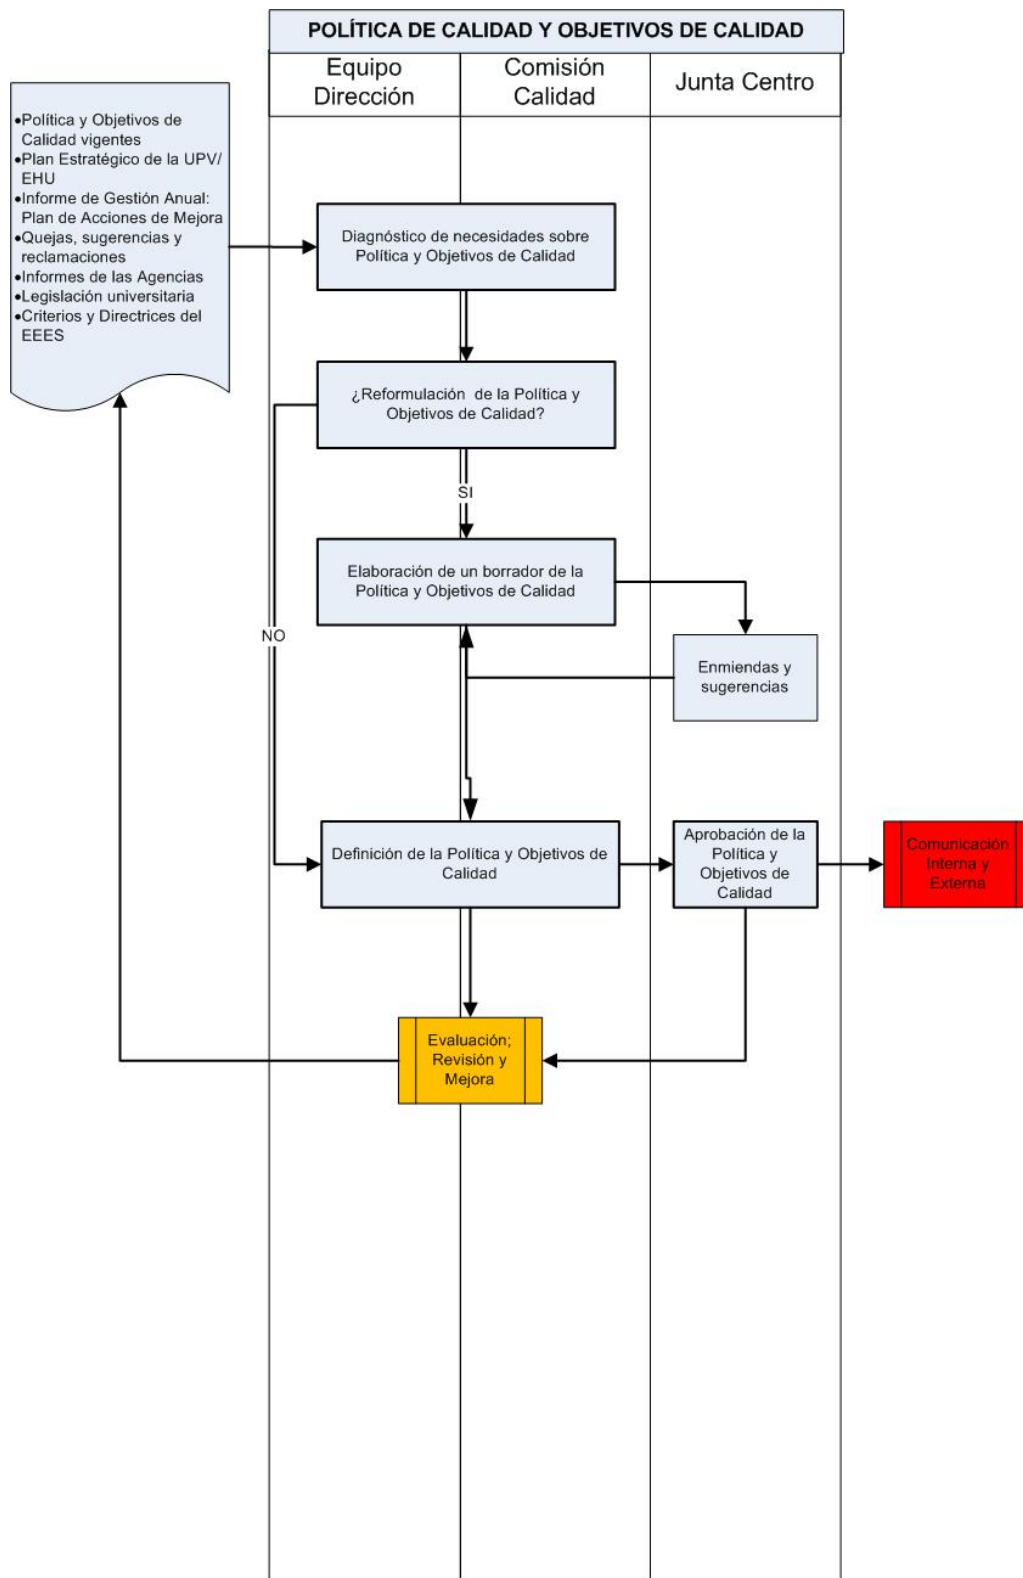 POLÍTICA DE CALIDAD Y OBJETIVOS DE CALIDAD
Equipo
Dirección
Comisión
Calidad
Junta Centro
•Política y Objetivos de
Calidad vigentes
•Plan Estratégico de la UPV/
EHU
•Informe de Gestión Anual:
Plan de Acciones de Mejora
•Quejas, sugerencias y
reclamaciones
•Informes de las Agencias
•Legislación universitaria
•Criterios y Directrices del
EEES
Diagnóstico de necesidades sobre
Política y Objetivos de Calidad
¿Reformulación de la Política y
Objetivos de Calidad?
SI
Elaboración de un borrador de la
Política y Objetivos de Calidad
NO
Enmiendas y
sugerencias
Definición de la Política y Objetivos de
Calidad
Aprobación de la
Política y
Objetivos de
Calidad
Comunicación
Interna y
Externa
Evaluación;
Revisión y
Mejora